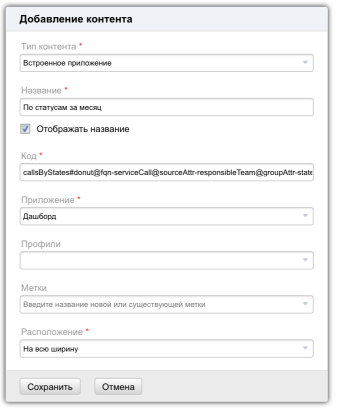 Добавление контента
Тип контента *
Встроенное приложение
Название *
По статусам за месяц
Отображать название
Код *
callsByStates#donut@fqn-serviceCall@sourceAttr-responsibleTeam@groupAttr-state
Приложение *
Дашборд
Профили
Метки
Введите название новой или существующей метки
Расположение *
На всю ширину
Сохранить Отмена